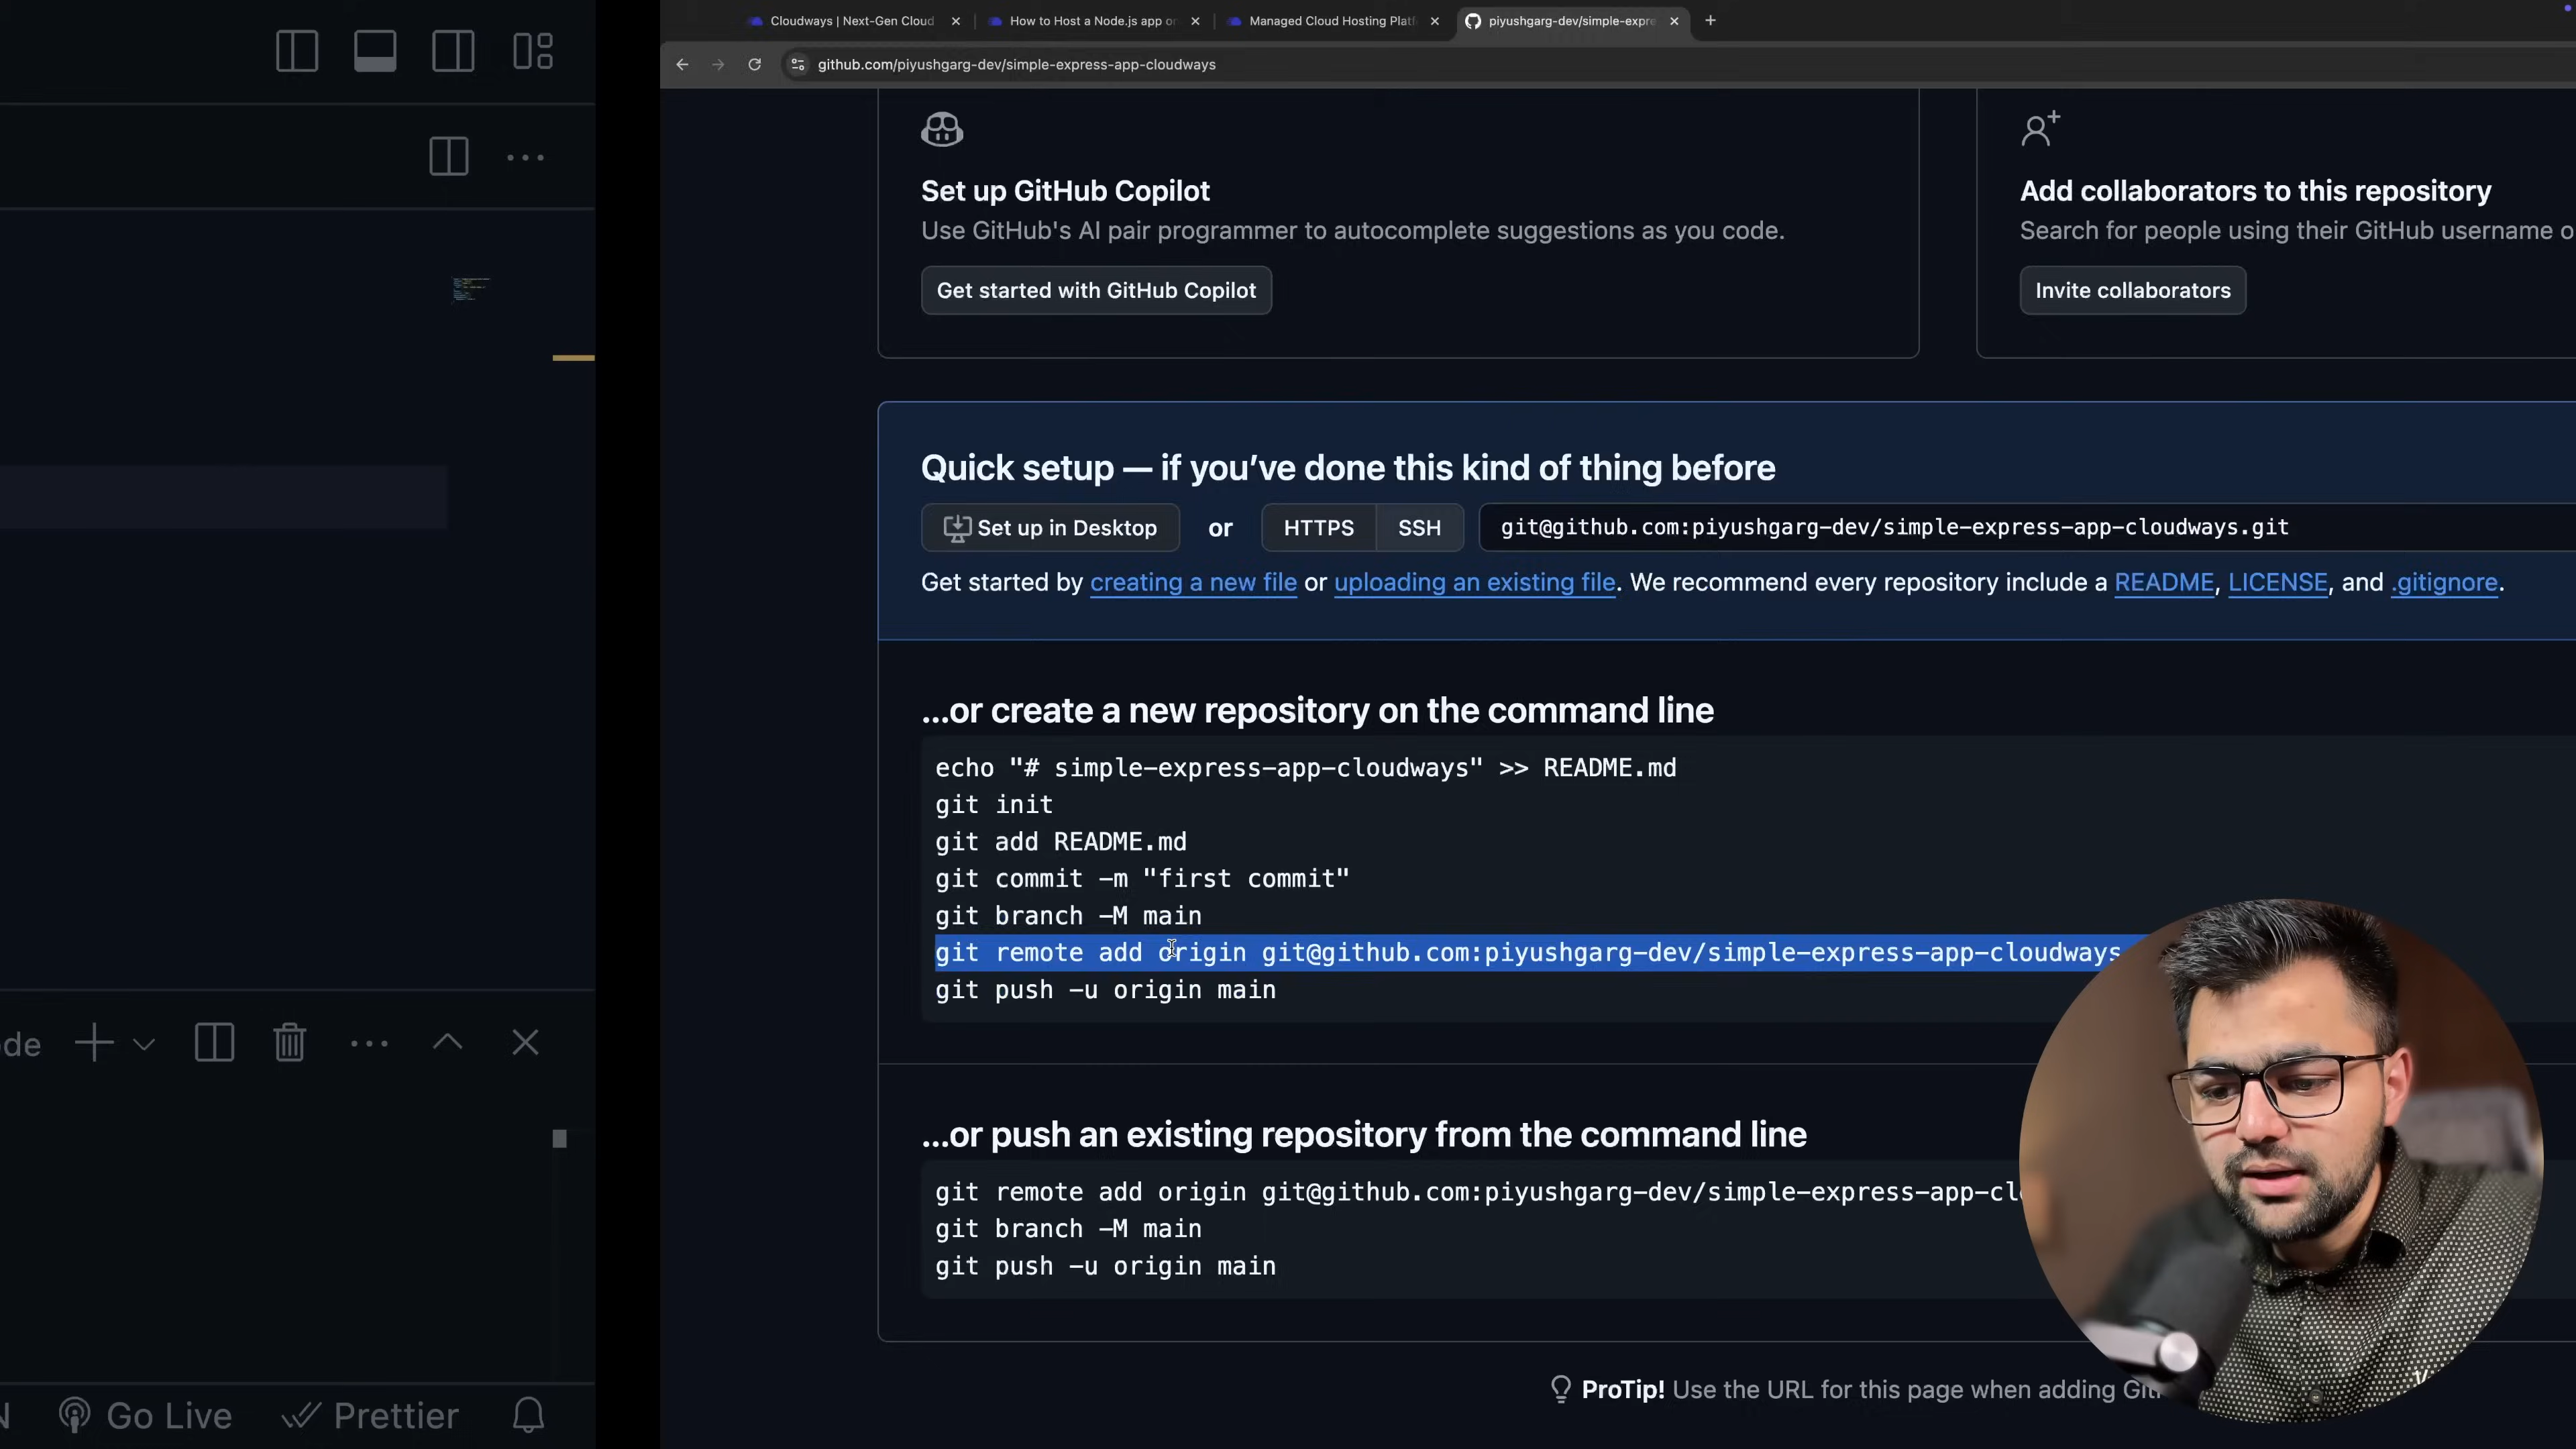 Cloudways | Next-Gen Cloud
How to Host a Node.js app
Managed Cloud Hosting
piyushgarg-dev/simple-expre
github.com/piyushgarg-dev/simple-express-app-cloudways
Set up GitHub Copilot
Use GitHub's AI pair programmer to autocomplete suggestions as you code.
Get started with GitHub Copilot
Add collaborators to this repository
Search for people using their GitHub username o
Invite collaborators
Quick setup — if you’ve done this kind of thing before
Set up in Desktop or HTTPS SSH git@github.com:piyushgarg-dev/simple-express-app-cloudways.git
Get started by creating a new file or uploading an existing file. We recommend every repository include a README, LICENSE, and .gitignore.
…or create a new repository on the command line
echo "# simple-express-app-cloudways" >> README.md
git init
git add README.md
git commit -m "first commit"
git branch -M main
git remote add origin git@github.com:piyushgarg-dev/simple-express-app-cloudways
git push -u origin main
…or push an existing repository from the command line
git remote add origin git@github.com:piyushgarg-dev/simple-express-app-cl
git branch -M main
git push -u origin main
ProTip! Use the URL for this page when adding Git
ode
Go Live
Prettier